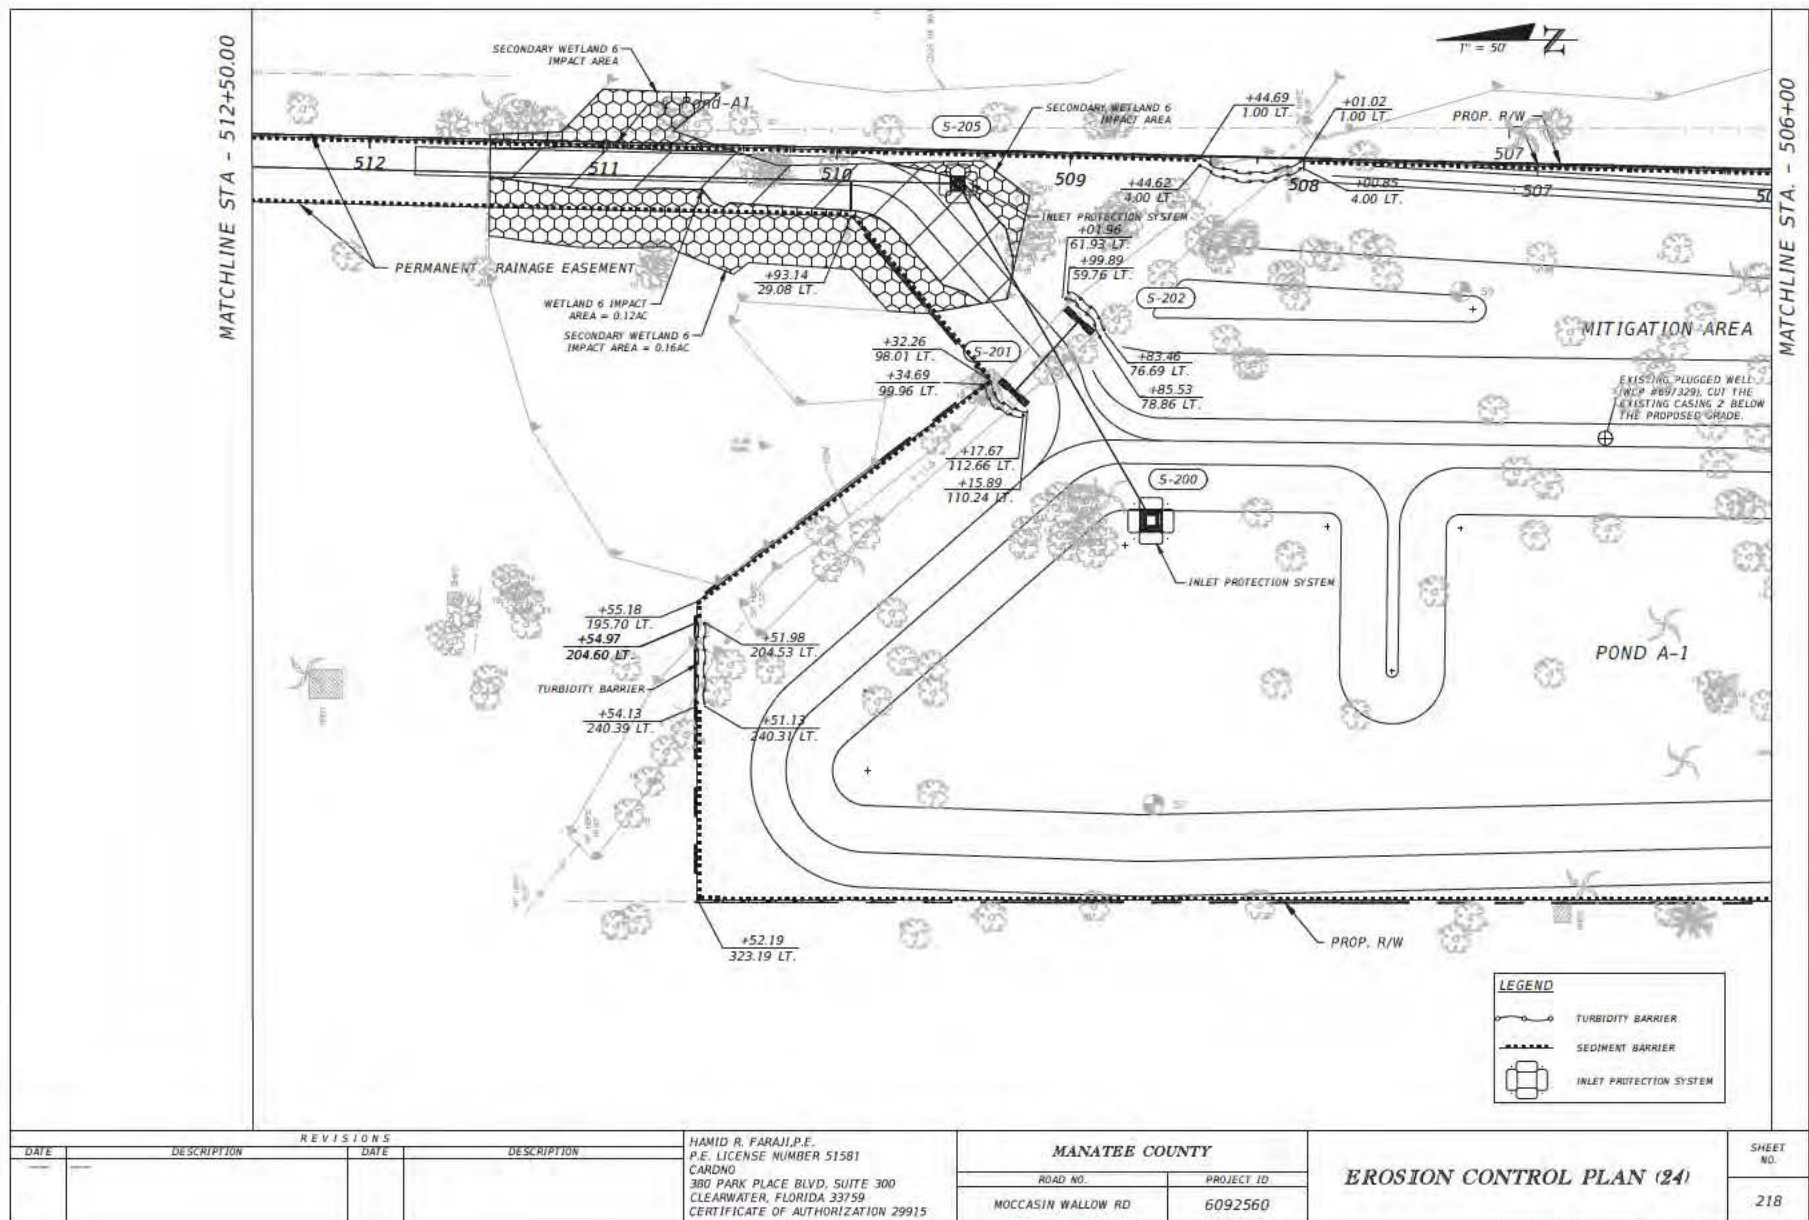 MATCHLINE STA - 512+50.00
SECONDARY WETLAND 6
IMPACT AREA
Pond-A1
S-205
SECONDARY WETLAND 6
IMPACT AREA
+44.69
1.00 LT.
+01.02
1.00 LT.
1" = 50'
Z
PROP. R/W
MATCHLINE STA. - 506+00
512
511
510
509
508
507
507
+44.62
4.00 LT.
+00.85
4.00 LT.
INLET PROTECTION SYSTEM
+01.96
61.93 LT.
+99.89
59.76 LT.
PERMANENT RAINAGE EASEMENT
+93.14
29.08 LT.
WETLAND 6 IMPACT
AREA = 0.12AC
SECONDARY WETLAND 6
IMPACT AREA = 0.16AC
S-202
59
MITIGATION AREA
+32.26
98.01 LT.
S-201
+34.69
99.96 LT.
+83.46
76.69 LT.
+85.53
78.86 LT.
EXISTING PLUGGED WELL
(WCP #69/329), CUT THE
EXISTING CASING 2' BELOW
THE PROPOSED GRADE.
+17.67
112.66 LT.
+15.89
110.24 LT.
S-200
INLET PROTECTION SYSTEM
+55.18
195.70 LT.
+54.97
204.60 LT.
+51.98
204.53 LT.
TURBIDITY BARRIER
+54.13
240.39 LT.
+51.13
240.31 LT.
POND A-1
+52.19
323.19 LT.
PROP. R/W
LEGEND
TURBIDITY BARRIER
SEDIMENT BARRIER
INLET PROTECTION SYSTEM
REVISIONS
DATE DESCRIPTION DATE DESCRIPTION
HAMID R. FARAJI,P.E.
P.E. LICENSE NUMBER 51581
CARDNO
380 PARK PLACE BLVD, SUITE 300
CLEARWATER, FLORIDA 33759
CERTIFICATE OF AUTHORIZATION 29915
MANATEE COUNTY
ROAD NO. PROJECT ID
MOCCASIN WALLOW RD 6092560
EROSION CONTROL PLAN (24)
SHEET
NO.
218